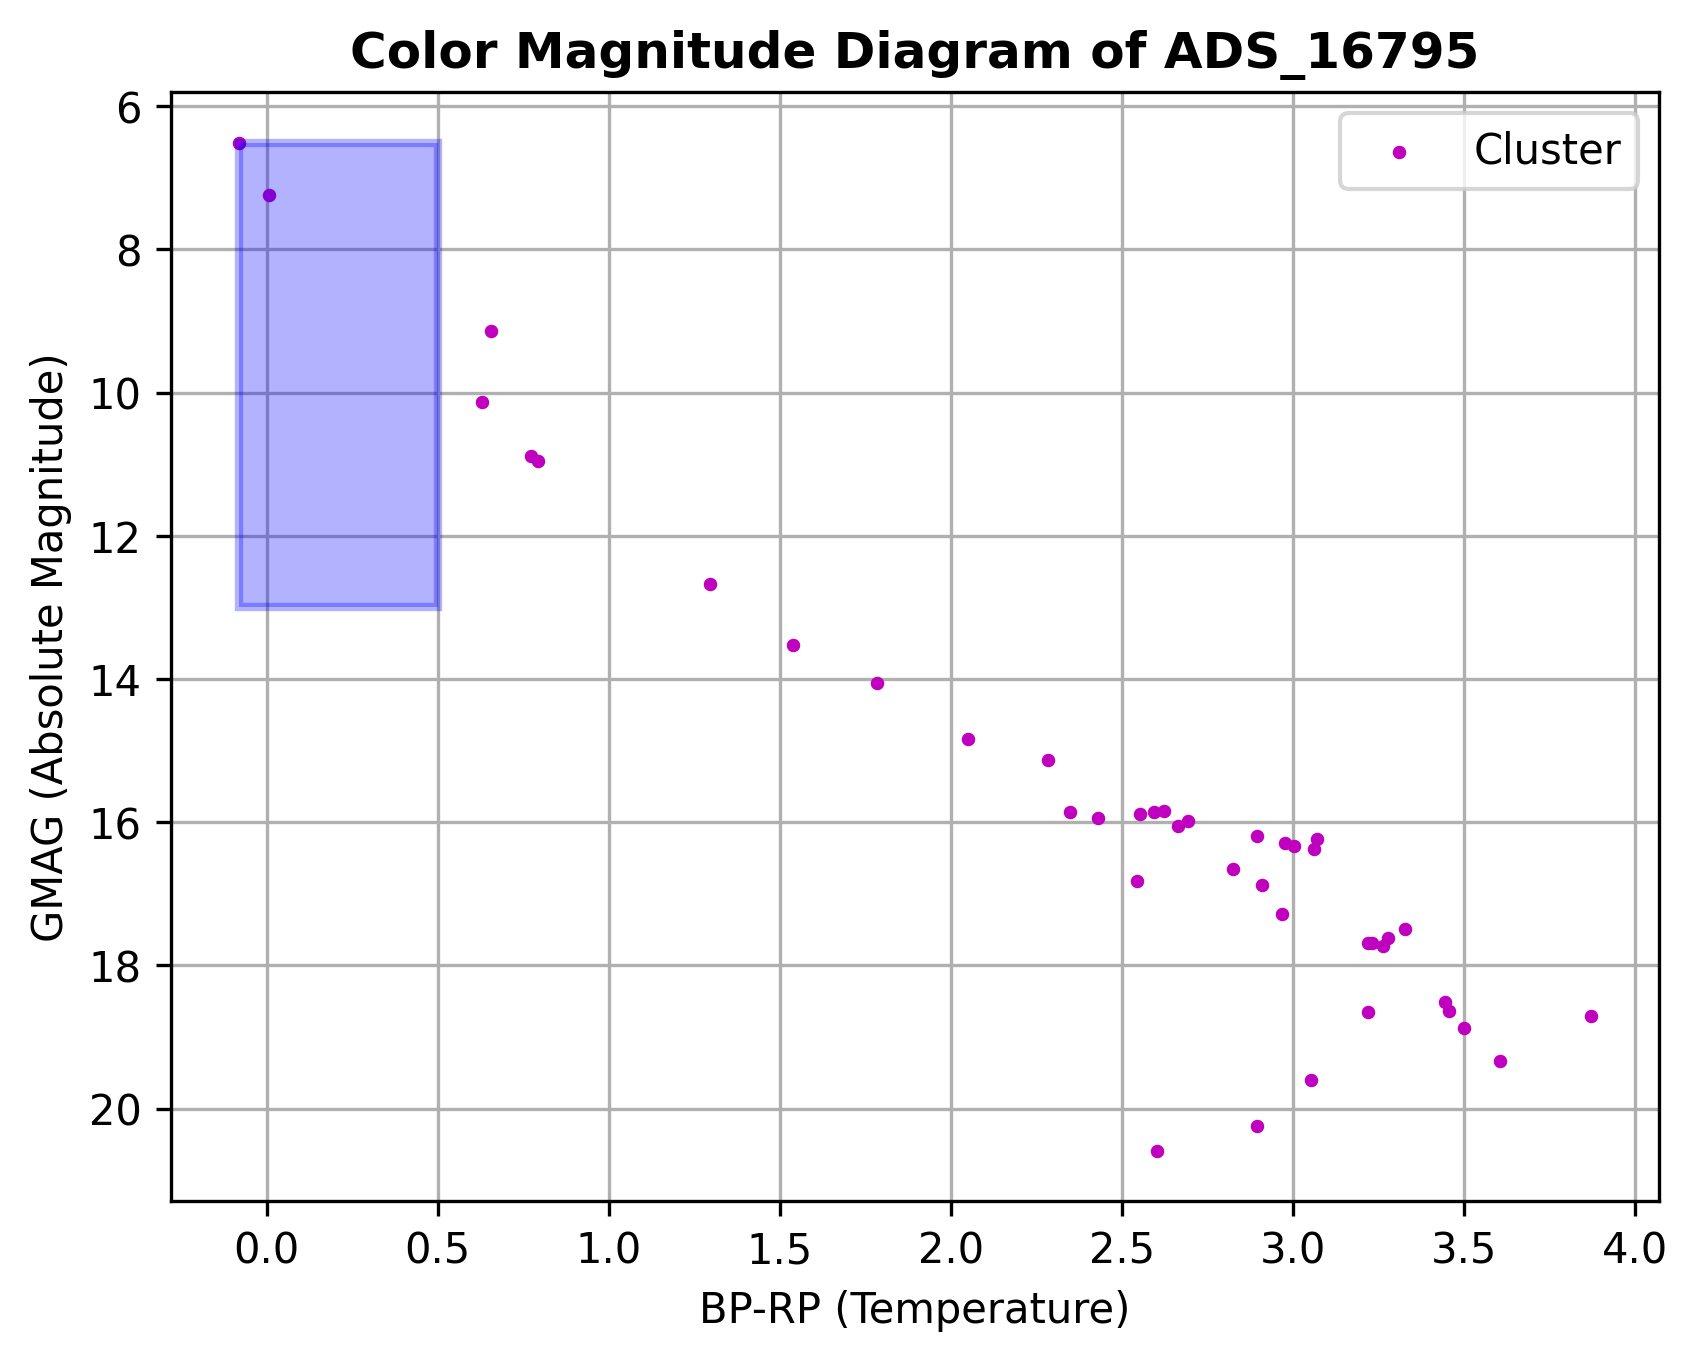 Color Magnitude Diagram of ADS_16795
Cluster
GMAG (Absolute Magnitude)
6
8
10
12
14
16
18
20
0.0 0.5 1.0 1.5 2.0 2.5 3.0 3.5 4.0
BP-RP (Temperature)